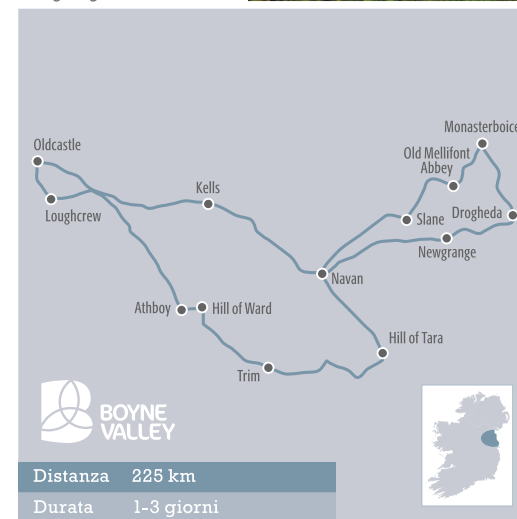 Monasterboice
Oldcastle
Old Mellifont
Abbey
Kells
Loughcrew
Slane
Drogheda
Newgrange
Navan
Athboy
Hill of Ward
Hill of Tara
Trim
BOYNE
VALLEY
Distanza 225 km
Durata 1-3 giorni